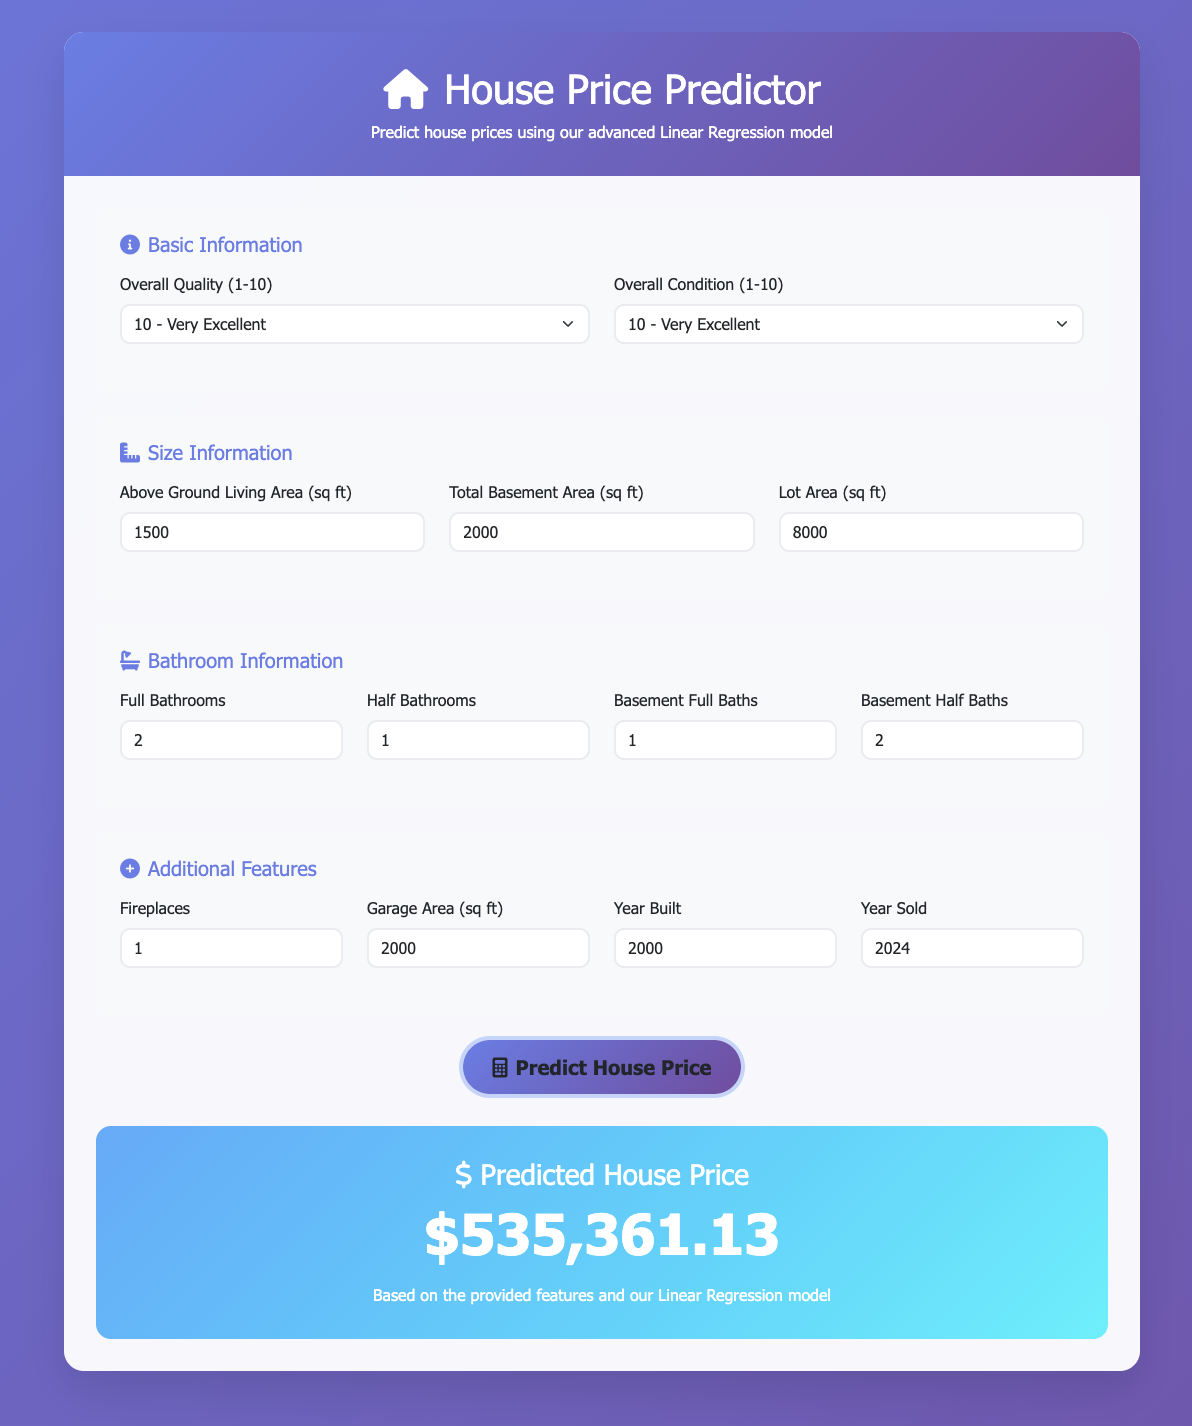 House Price Predictor
Predict house prices using our advanced Linear Regression model
Basic Information
Overall Quality (1-10)
Overall Condition (1-10)
10 - Very Excellent
10 - Very Excellent
Size Information
Above Ground Living Area (sq ft)
Total Basement Area (sq ft)
Lot Area (sq ft)
1500
2000
8000
Bathroom Information
Full Bathrooms
Half Bathrooms
Basement Full Baths
Basement Half Baths
2
1
1
2
Additional Features
Fireplaces
Garage Area (sq ft)
Year Built
Year Sold
1
2000
2000
2024
Predict House Price
$ Predicted House Price
$535,361.13
Based on the provided features and our Linear Regression model